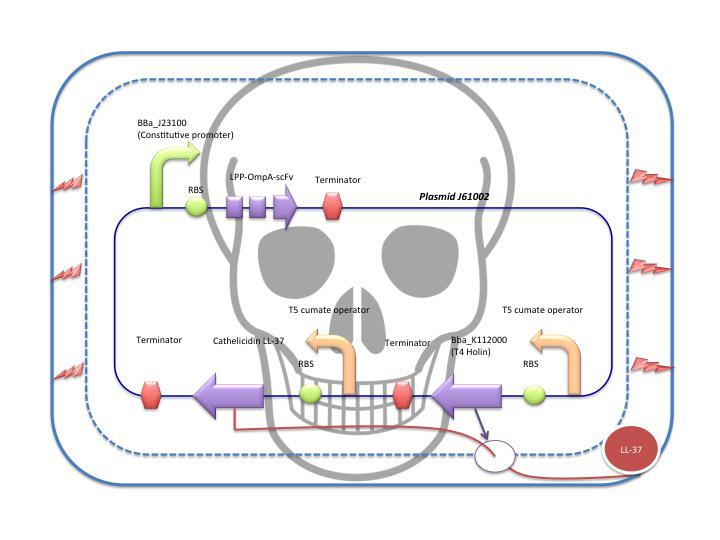 BBa_J23100
(Constitutive promoter)
LPP-OmpA-scFv
Terminator
RBS
Plasmid J61002
T5 cumate operator
T5 cumate operator
Terminator
Cathelicidin LL-37
Terminator
Bba_K112000
(T4 Holin)
RBS
RBS
LL-37